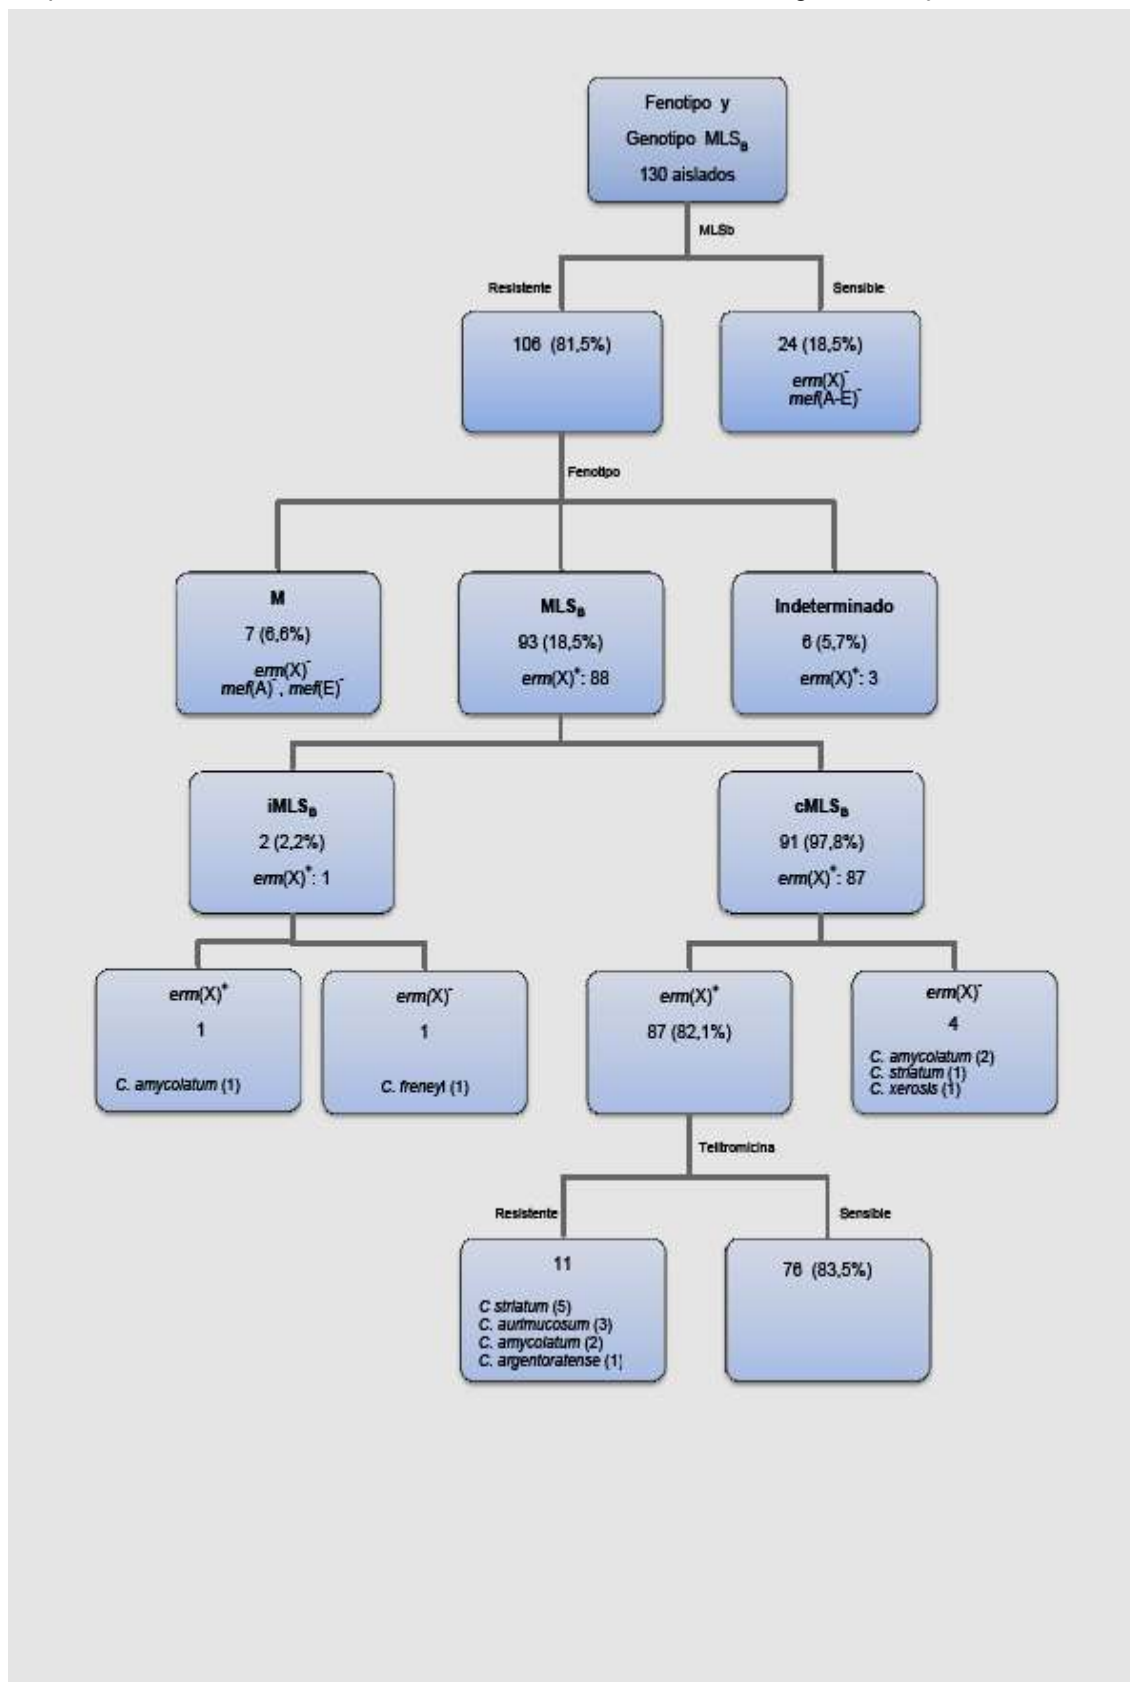 Fenotipo y
Genotipo MLSB
130 aislados
MLSb
Resistente
Sensible
106 (81,5%)
24 (18,5%)
erm(X)-
mef(A-E)-
Fenotipo
M
7 (6,6%)
erm(X)-
mef(A)-, mef(E)-
MLSB
93 (18,5%)
erm(X)+: 88
Indeterminado
6 (5,7%)
erm(X)+: 3
iMLSB
2 (2,2%)
erm(X)+: 1
cMLSB
91 (97,8%)
erm(X)+: 87
erm(X)+
1
C. amycolatum (1)
erm(X)-
1
C. freneyi (1)
erm(X)+
87 (82,1%)
erm(X)-
4
C. amycolatum (2)
C. striatum (1)
C. xerosis (1)
Telitromicina
Resistente
Sensible
11
C striatum (5)
C. aurimucosum (3)
C. amycolatum (2)
C. argentoratense (1)
76 (83,5%)